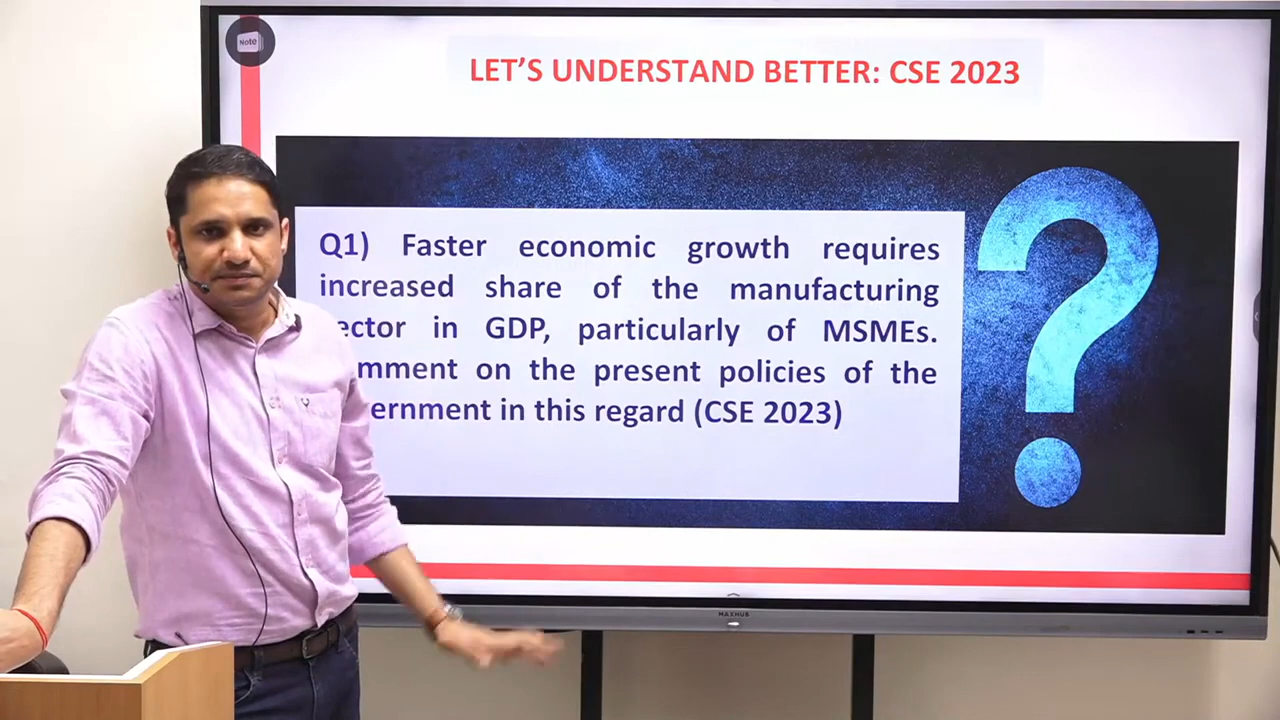 Note
LET'S UNDERSTAND BETTER: CSE 2023
Q1) Faster economic growth requires
increased share of the manufacturing
ector in GDP, particularly of MSMEs.
mment on the present policies of the
ernment in this regard (CSE 2023)
MAXHUB